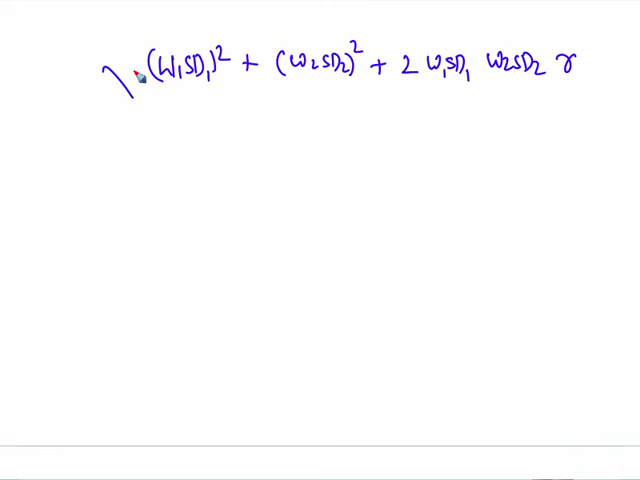 √ (W₁SD₁)² + (W₂SD₂)² + 2 W₁SD₁ W₂SD₂ r